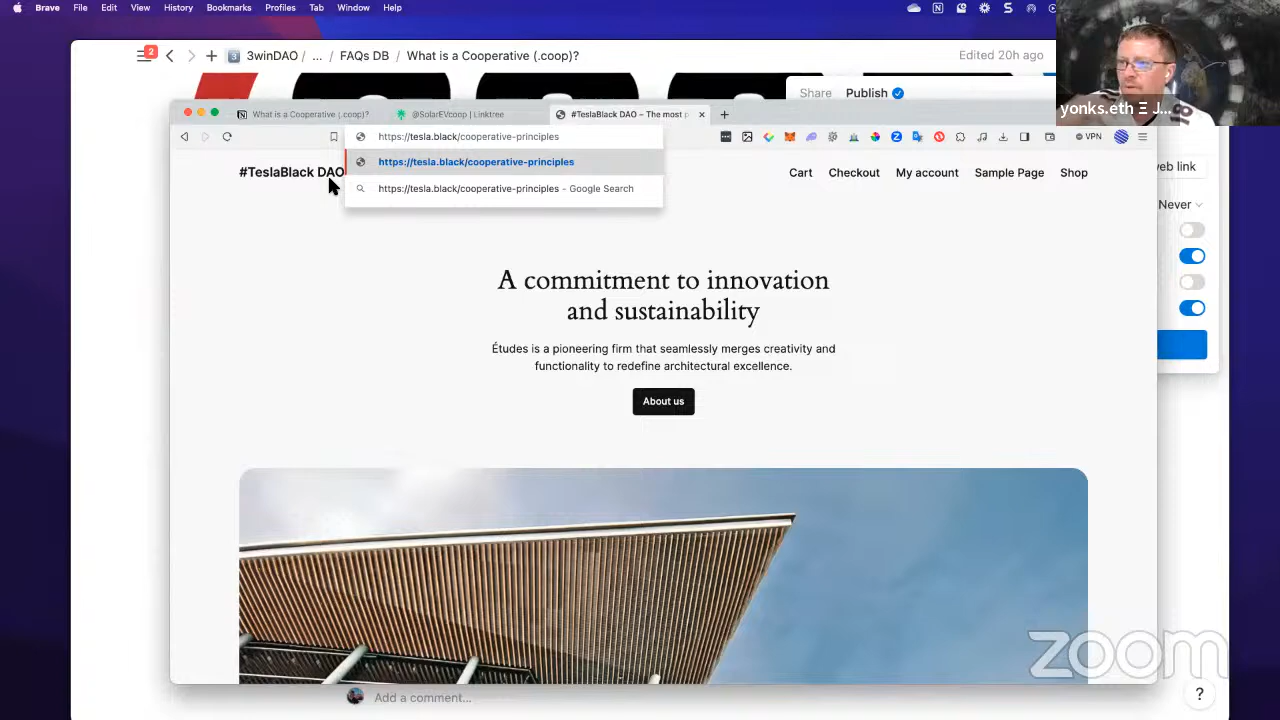 Brave File Edit View History Bookmarks Profiles Tab Window Help
2
3winDAO / ... / FAQs DB / What is a Cooperative (.coop)?
Edited 20h ago
Share Publish
yonks.eth Ξ J...
What is a Cooperative (.coop)?
@SolarEVcoop | Linktree
#TeslaBlack DAO – The most p
https://tesla.black/cooperative-principles
VPN
https://tesla.black/cooperative-principles
https://tesla.black/cooperative-principles - Google Search
#TeslaBlack DAO
Cart Checkout My account Sample Page Shop
web link
Never
A commitment to innovation
and sustainability
Études is a pioneering firm that seamlessly merges creativity and
functionality to redefine architectural excellence.
About us
zoom
Add a comment...
?